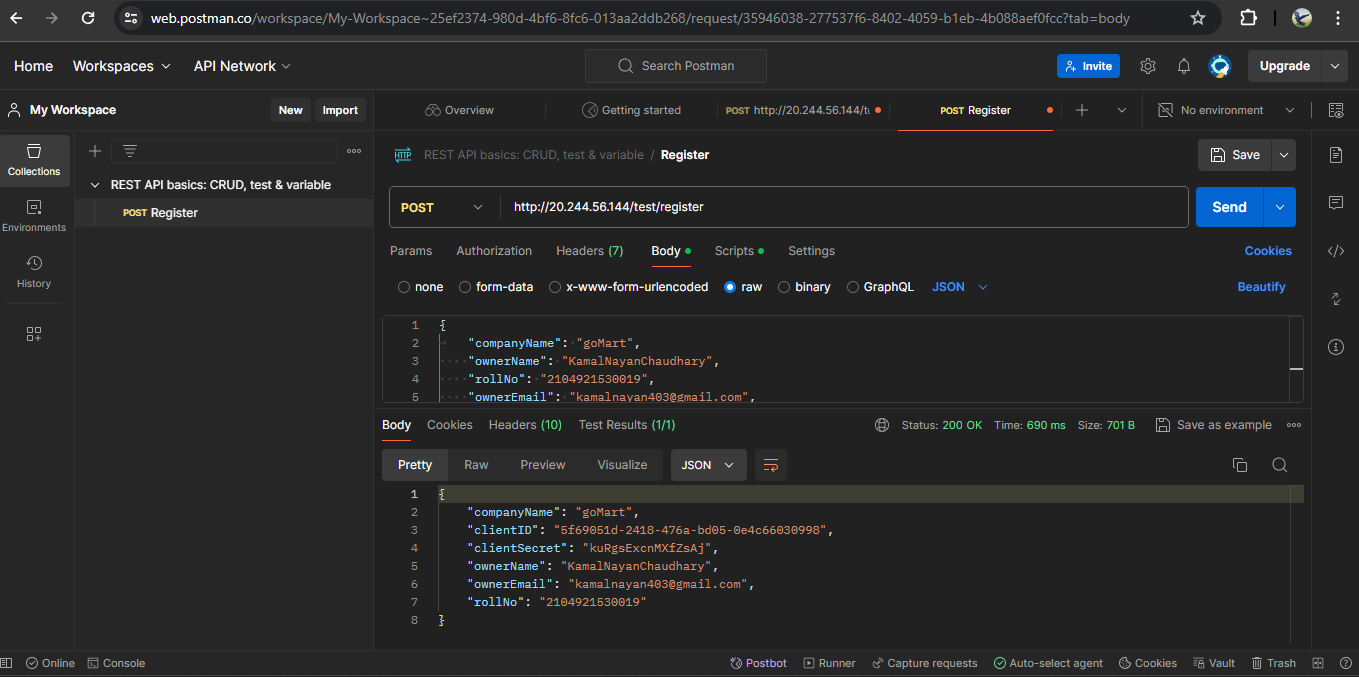 web.postman.co/workspace/My-Workspace~25ef2374-980d-4bf6-8fc6-013aa2ddb268/request/35946038-277537f6-8402-4059-b1eb-4b088aef0fcc?tab=body
Home Workspaces API Network Search Postman Invite Upgrade
My Workspace New Import Overview Getting started POST http://20.244.56.144/t POST Register No environment
Collections
Environments
History
REST API basics: CRUD, test & variable
POST Register
HTTP REST API basics: CRUD, test & variable / Register Save
POST http://20.244.56.144/test/register Send
Params Authorization Headers (7) Body Scripts Settings Cookies
none form-data x-www-form-urlencoded raw binary GraphQL JSON Beautify
1 {
2 "companyName": "goMart",
3 "ownerName": "KamalNayanChaudhary",
4 "rollNo": "2104921530019",
5 "ownerEmail": "kamalnayan403@gmail.com",
Body Cookies Headers (10) Test Results (1/1) Status: 200 OK Time: 690 ms Size: 701 B Save as example
Pretty Raw Preview Visualize JSON
1 {
2 "companyName": "goMart",
3 "clientID": "5f69051d-2418-476a-bd05-0e4c66030998",
4 "clientSecret": "kuRgsExcnMXfZsAj",
5 "ownerName": "KamalNayanChaudhary",
6 "ownerEmail": "kamalnayan403@gmail.com",
7 "rollNo": "2104921530019"
8 }
Online Console Postbot Runner Capture requests Auto-select agent Cookies Vault Trash